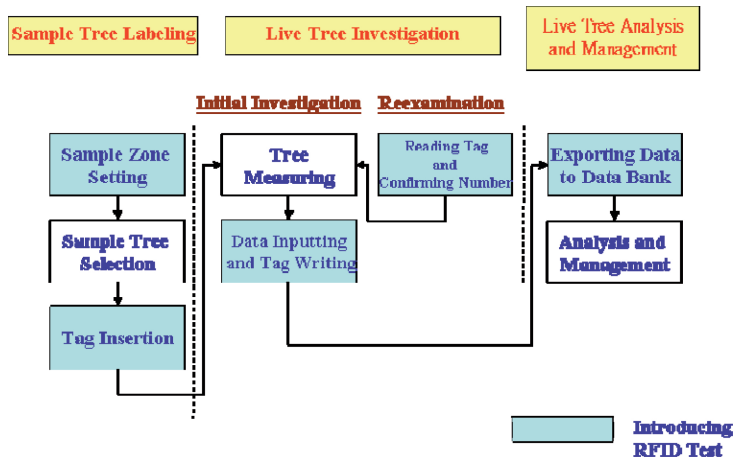 Sample Tree Labeling
Live Tree Investigation
Live Tree Analysis
and Management
Initial Investigation
Reexamination
Sample Zone
Setting
Sample Tree
Selection
Tag Insertion
Tree
Measuring
Data Inputting
and Tag Writing
Reading Tag
and
Confirming Number
Exporting Data
to Data Bank
Analysis and
Management
Introducing
RFID Test